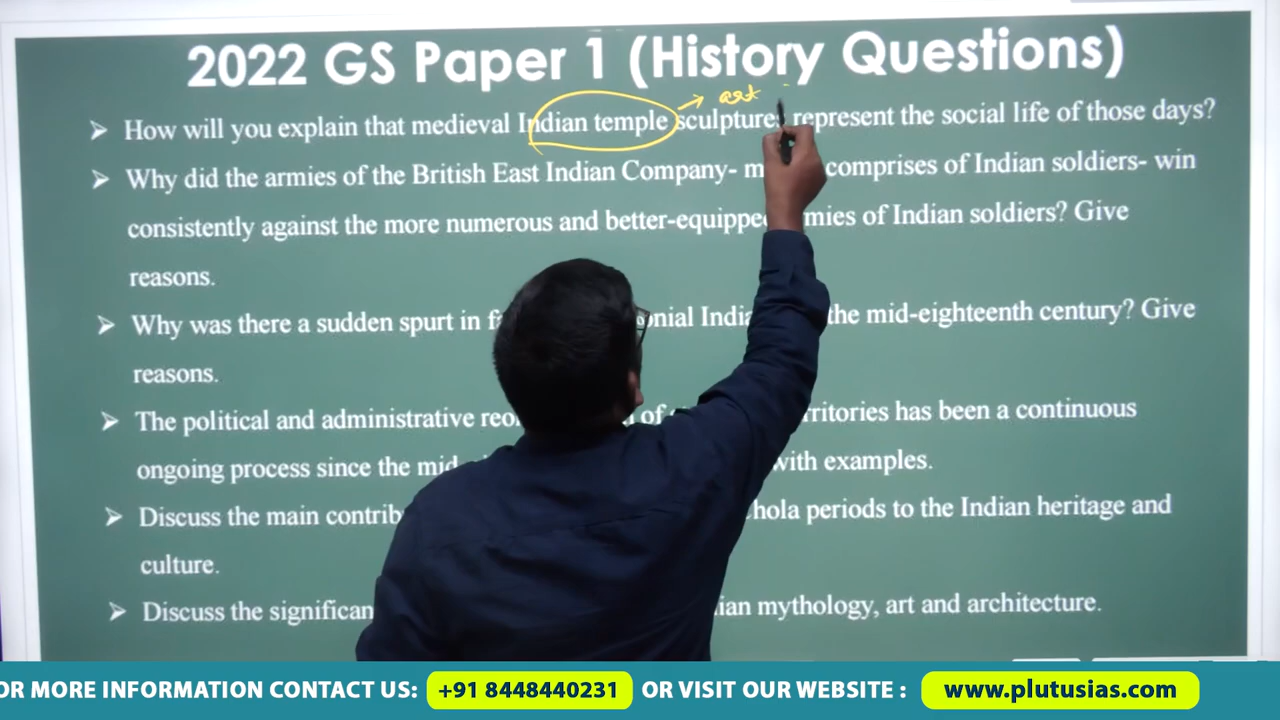 2022 GS Paper 1 (History Questions)
art
➢ How will you explain that medieval Indian temple sculpture represent the social life of those days?
➢ Why did the armies of the British East Indian Company- m comprises of Indian soldiers- win
consistently against the more numerous and better-equippe mies of Indian soldiers? Give
reasons.
➢ Why was there a sudden spurt in fa onial India the mid-eighteenth century? Give
reasons.
➢ The political and administrative reor of rritories has been a continuous
ongoing process since the mid with examples.
➢ Discuss the main contrib hola periods to the Indian heritage and
culture.
➢ Discuss the significan ian mythology, art and architecture.
OR MORE INFORMATION CONTACT US: +91 8448440231 OR VISIT OUR WEBSITE : www.plutusias.com